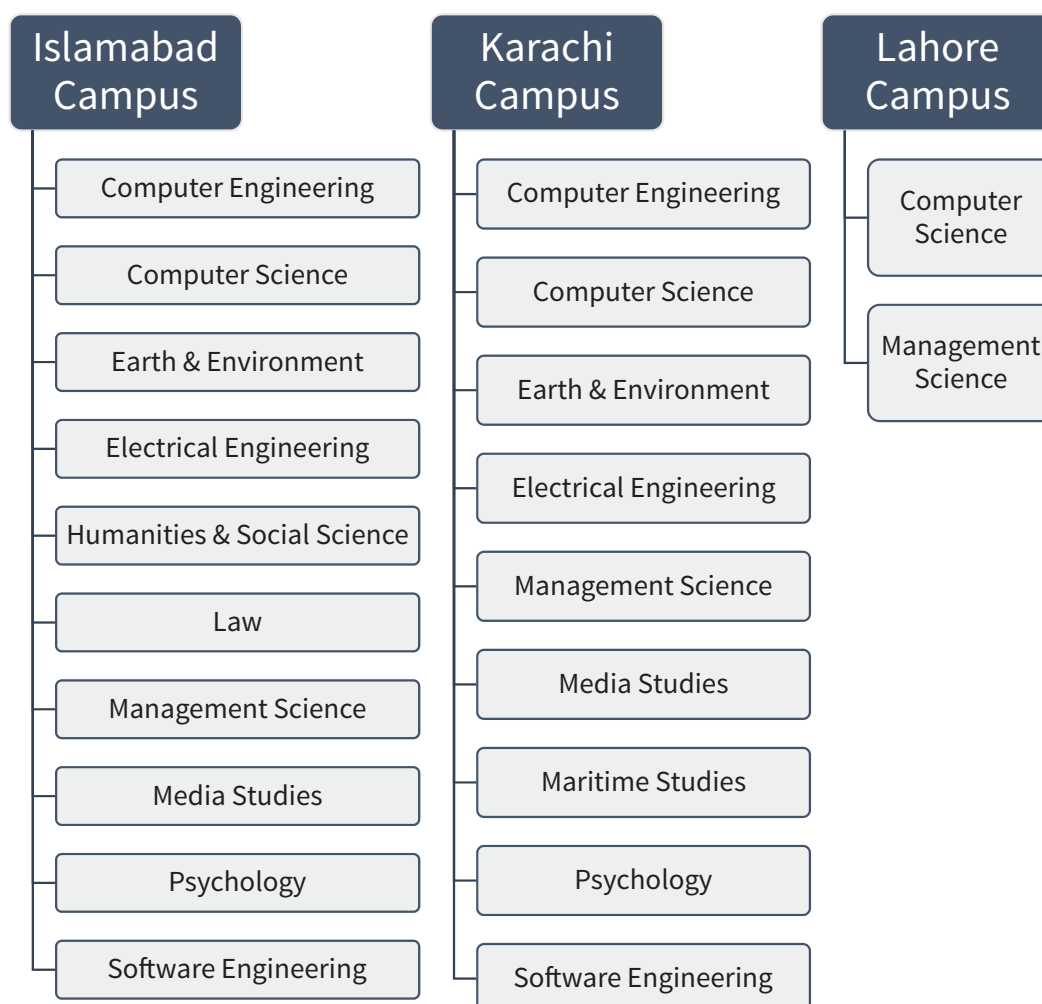 Islamabad
Campus
Computer Engineering
Computer Science
Earth & Environment
Electrical Engineering
Humanities & Social Science
Law
Management Science
Media Studies
Psychology
Software Engineering
Karachi
Campus
Computer Engineering
Computer Science
Earth & Environment
Electrical Engineering
Management Science
Media Studies
Maritime Studies
Psychology
Software Engineering
Lahore
Campus
Computer
Science
Management
Science